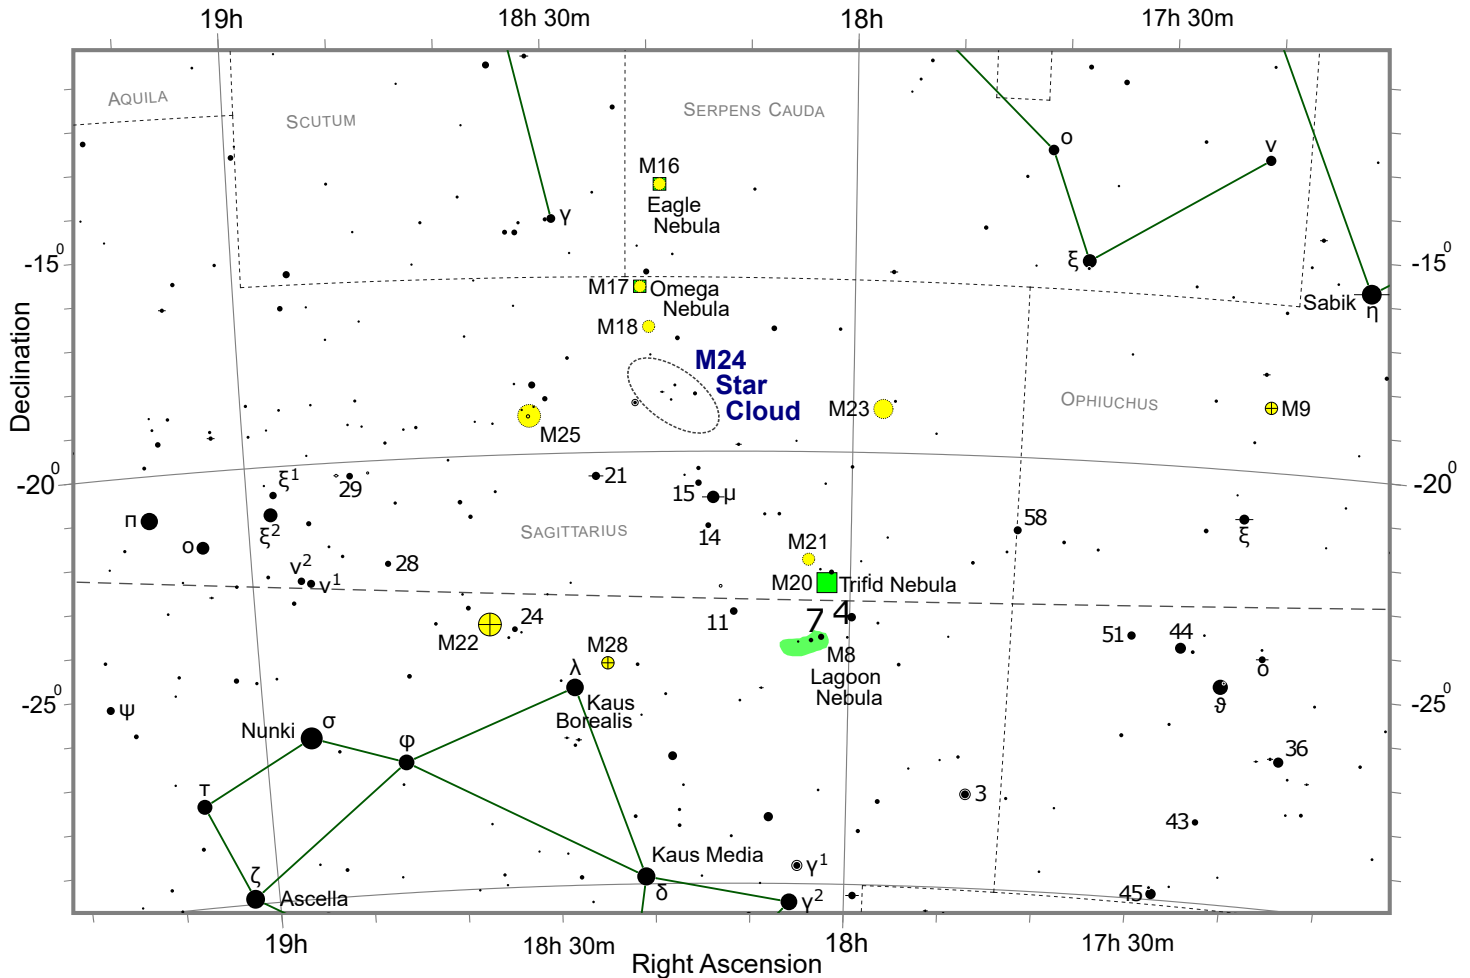 19h
18h 30m
18h
17h 30m
AQUILA
SCUTUM
SERPENS CAUDA
M16
Eagle
Nebula
γ
ο
ν
ξ
-15⁰
-15⁰
M17
Omega
Nebula
M18
Sabik
η
M24
Star
Cloud
M23
OPHIUCHUS
M9
M25
Declination
-20⁰
-20⁰
ξ¹
29
21
15
μ
58
π
ο
ξ²
SAGITTARIUS
14
ξ
M21
ν²
ν¹
28
M20
Trifid Nebula
24
11
7
4
51
44
M22
M28
M8
Lagoon
Nebula
ο
λ
Kaus
Borealis
-25⁰
-25⁰
ψ
Nunki
σ
φ
θ
36
τ
3
43
Kaus Media
γ¹
ζ
Ascella
δ
γ²
45
19h
18h 30m
18h
17h 30m
Right Ascension